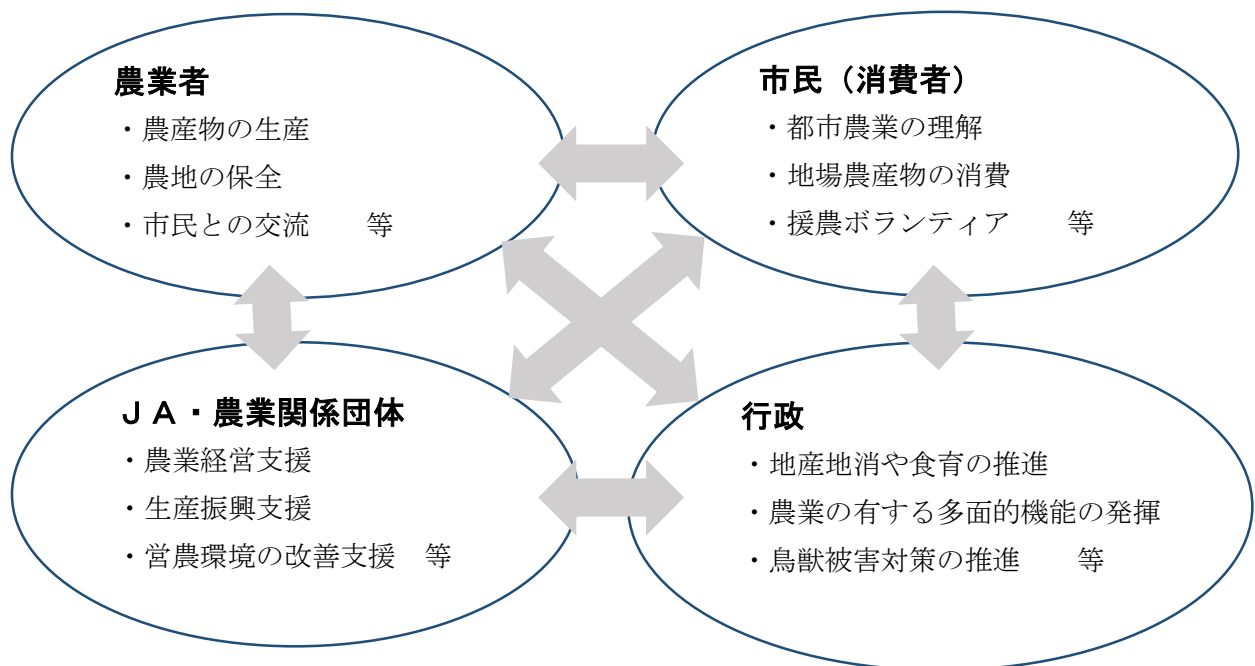 農業者
・農産物の生産
・農地の保全
・市民との交流　　等
市民（消費者）
・都市農業の理解
・地場農産物の消費
・援農ボランティア　　等
ＪＡ・農業関係団体
・農業経営支援
・生産振興支援
・営農環境の改善支援　等
行政
・地産地消や食育の推進
・農業の有する多面的機能の発揮
・鳥獣被害対策の推進　　等